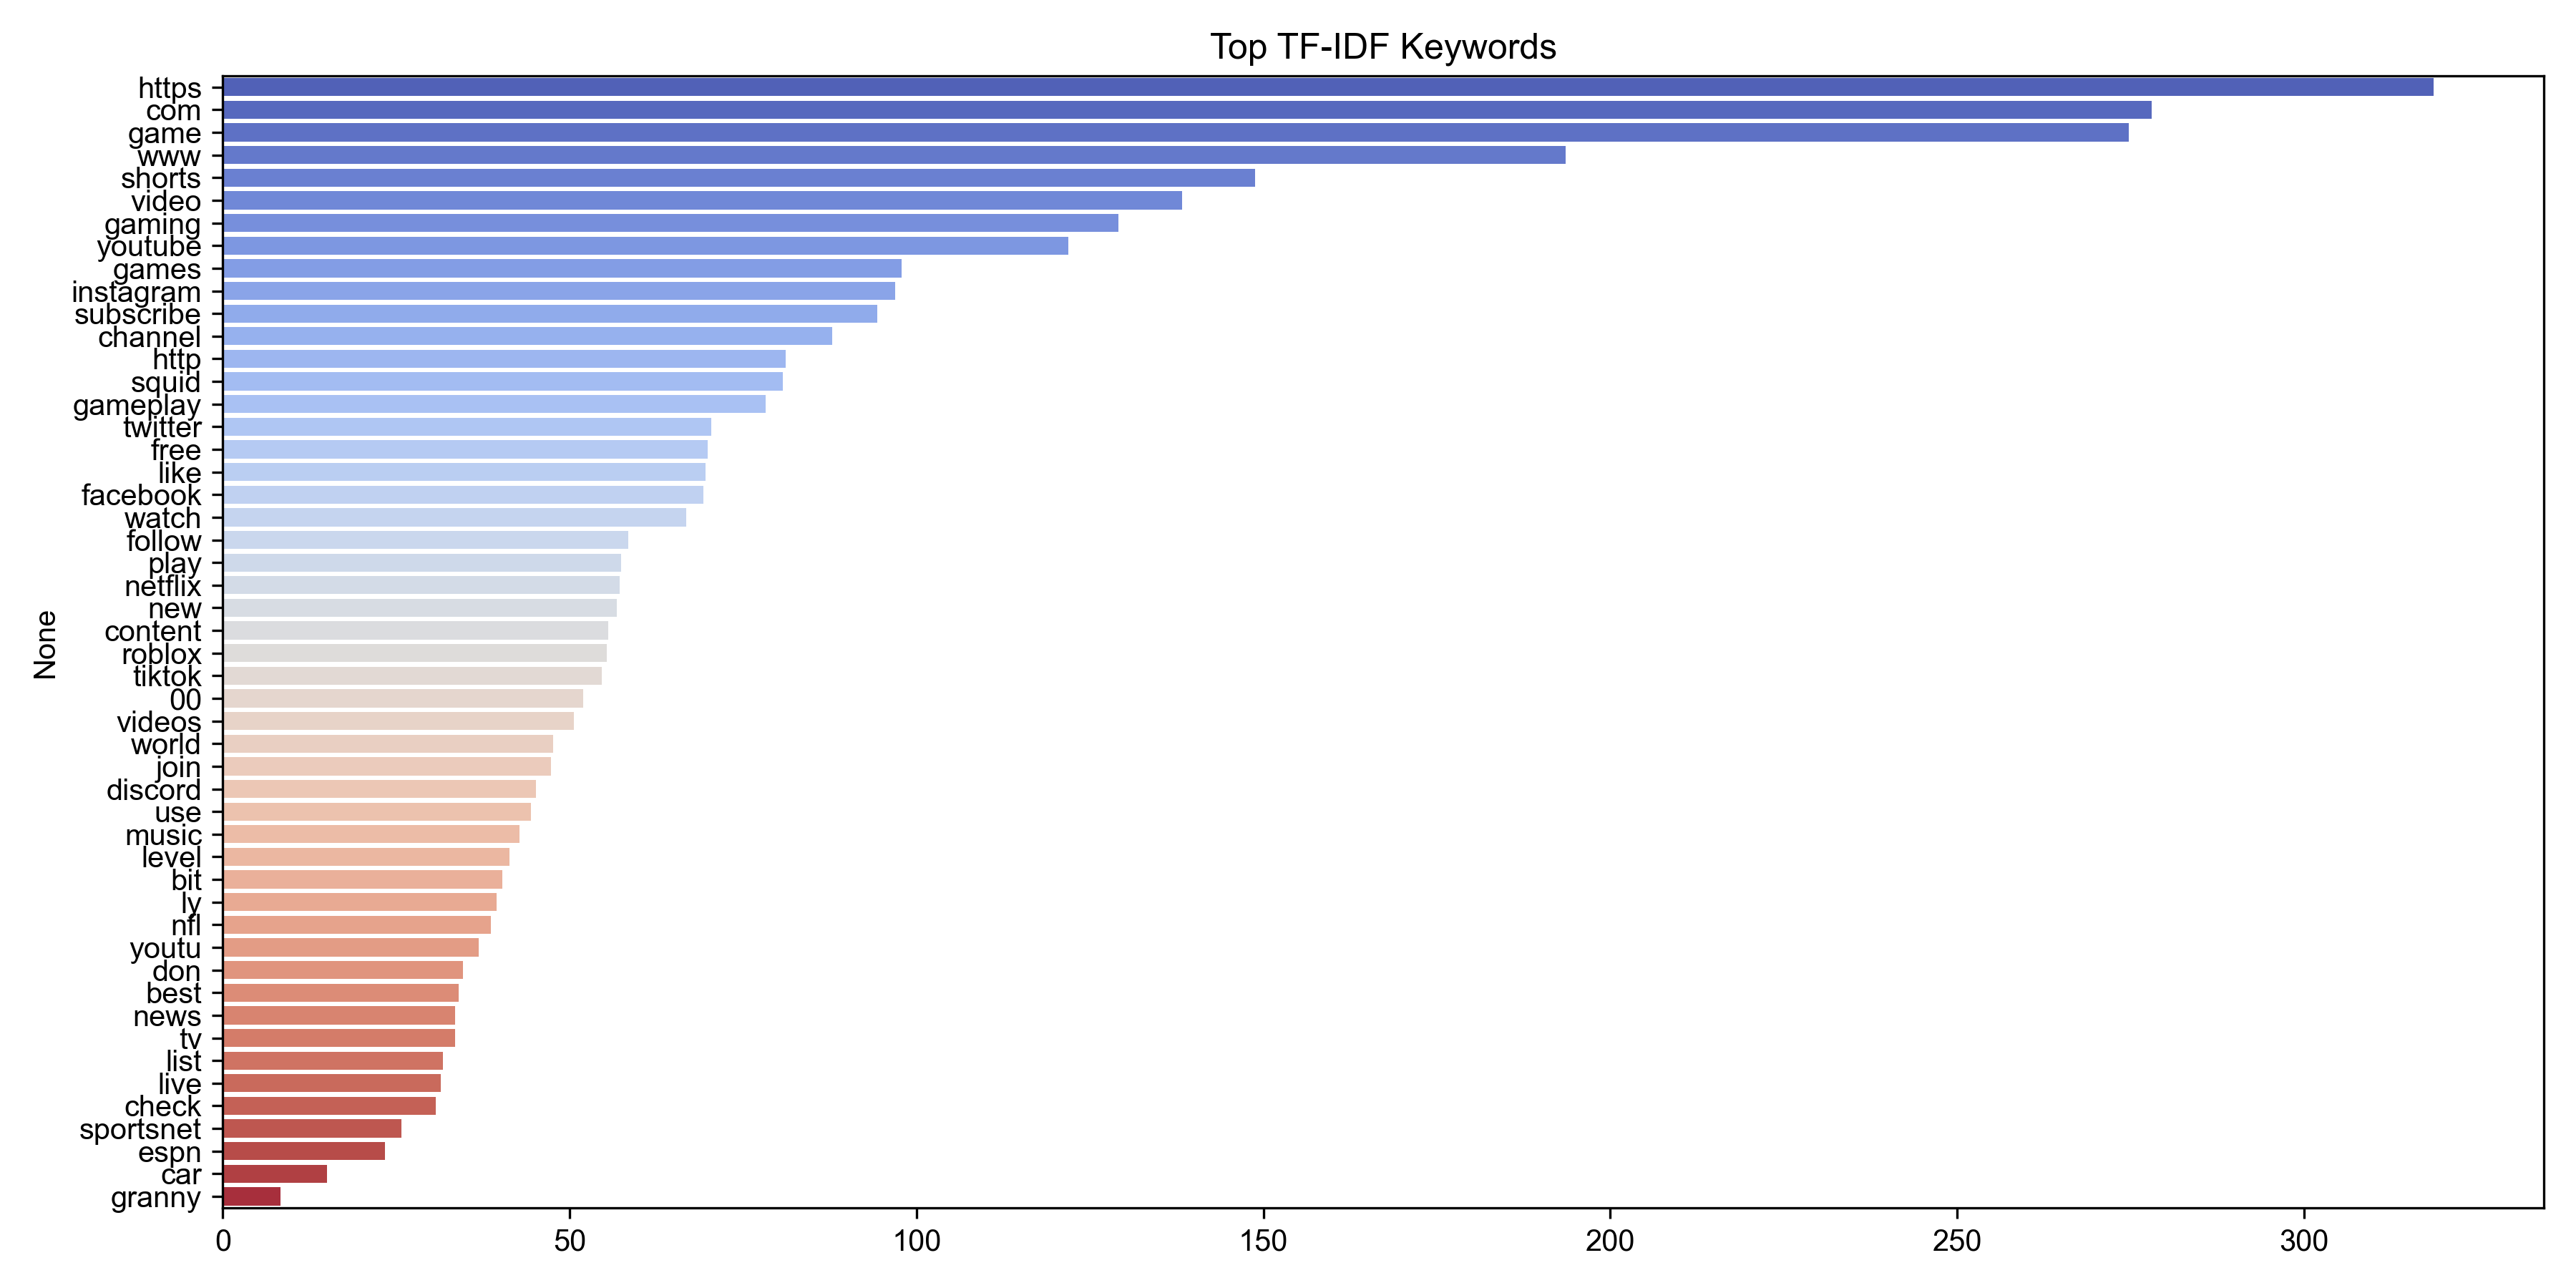 Top TF-IDF Keywords
https
com
game
www
shorts
video
gaming
youtube
games
instagram
subscribe
channel
http
squid
gameplay
twitter
free
like
facebook
watch
follow
play
netflix
new
content
roblox
tiktok
00
videos
world
join
discord
use
music
level
bit
ly
nfl
youtu
don
best
news
tv
list
live
check
sportsnet
espn
car
granny
None
0 50 100 150 200 250 300